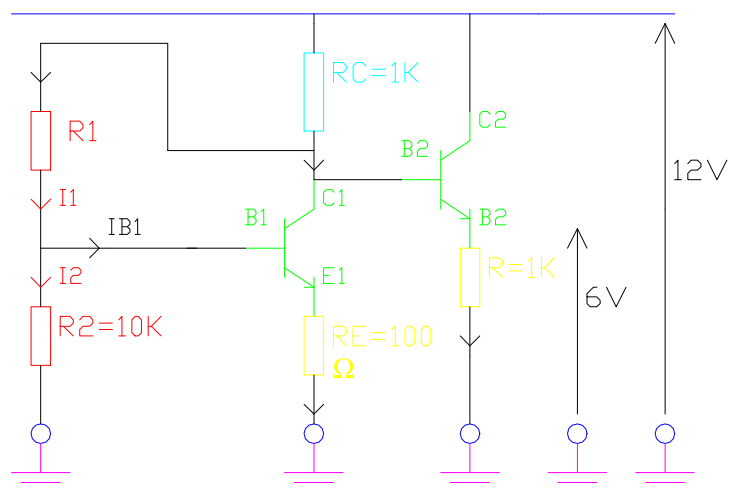 RC=1K
C2
R1
B2
12V
I1
C1
B1
B2
IB1
I2
E1
R=1K
6V
R2=10K
RE=100
Ω